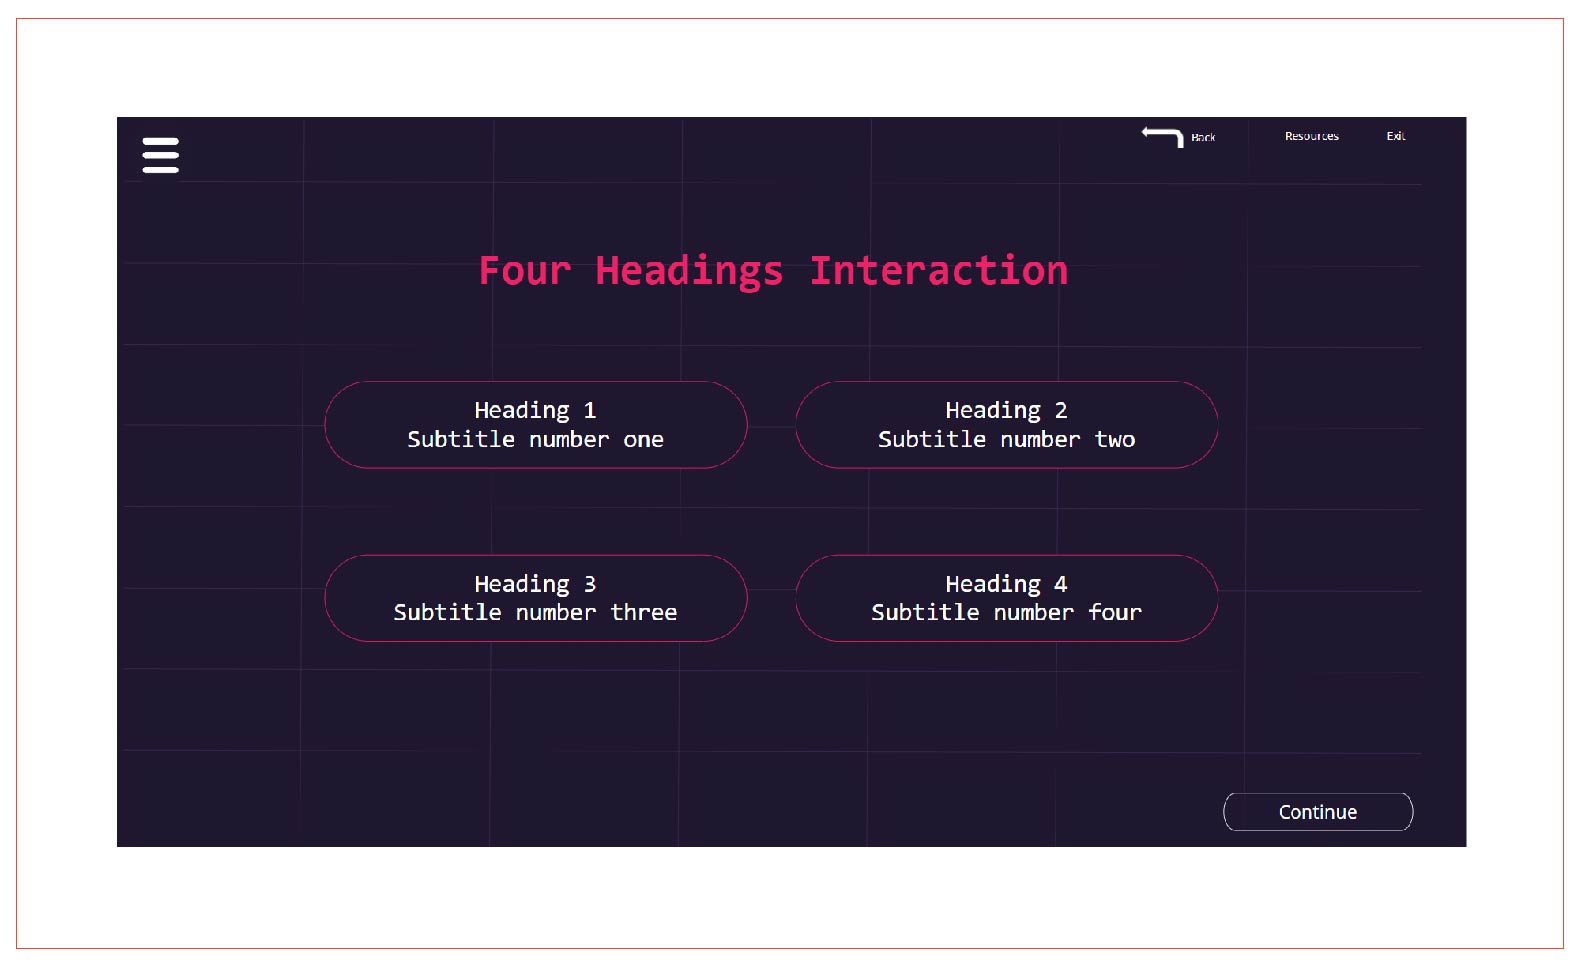 Back
Resources
Exit
Four Headings Interaction
Heading 1
Subtitle number one
Heading 2
Subtitle number two
Heading 3
Subtitle number three
Heading 4
Subtitle number four
Continue